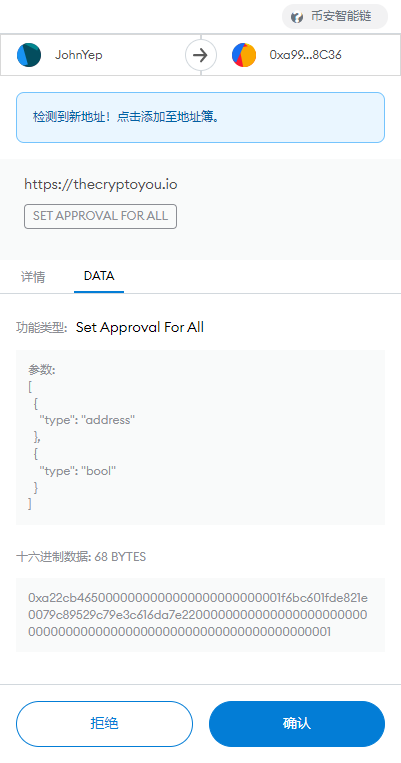 币安智能链
JohnYep
0xa99...8C36
检测到新地址！点击添加至地址簿。
https://thecryptoyou.io
SET APPROVAL FOR ALL
详情
DATA
功能类型: Set Approval For All
参数:
[
{
"type": "address"
},
{
"type": "bool"
}
]
十六进制数据: 68 BYTES
0xa22cb4650000000000000000000000001f6bc601fde821e
0079c89529c79e3c616da7e2200000000000000000000000
0000000000000000000000000000000000000001
拒绝
确认